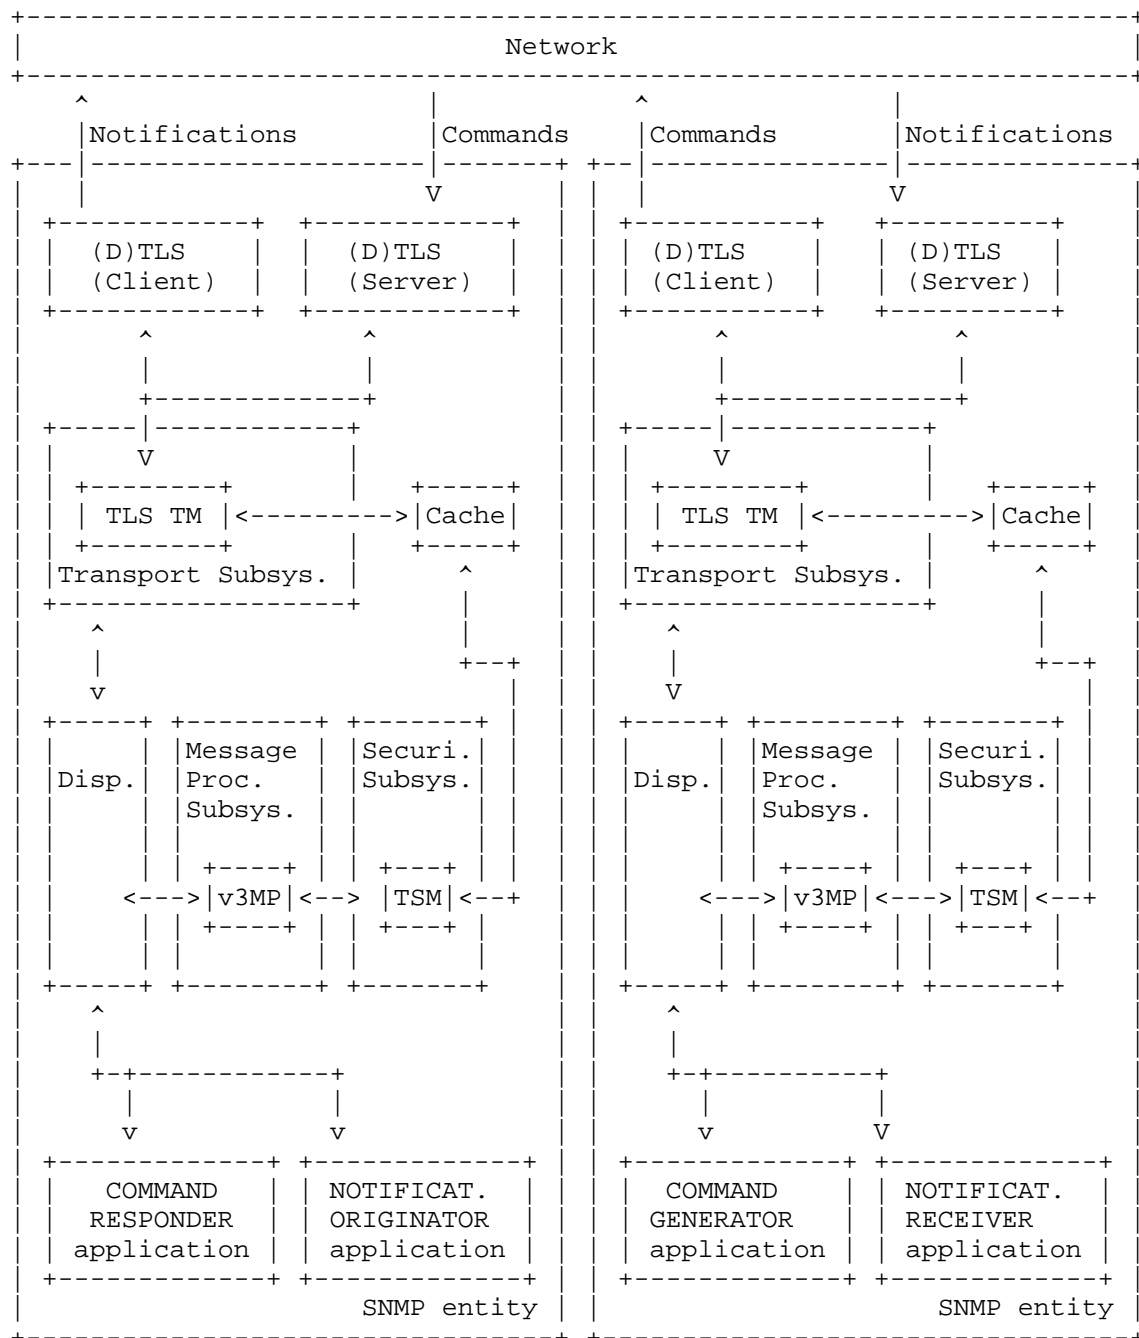 Network
Notifications Commands Commands Notifications
(D)TLS (D)TLS (D)TLS (D)TLS
(Client) (Server) (Client) (Server)
TLS TM Cache TLS TM Cache
Transport Subsys. Transport Subsys.
Message Securi. Message Securi.
Disp. Proc. Subsys. Disp. Proc. Subsys.
Subsys. Subsys.
v3MP TSM v3MP TSM
COMMAND NOTIFICAT. COMMAND NOTIFICAT.
RESPONDER ORIGINATOR GENERATOR RECEIVER
application application application application
SNMP entity SNMP entity